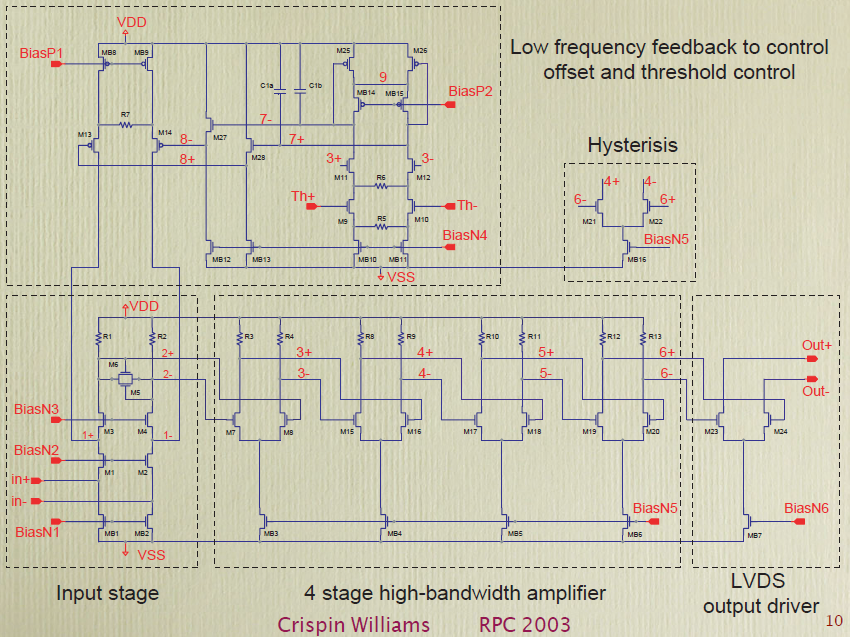 VDD
BiasP1
MB8
MB9
M25
M26
Low frequency feedback to control
offset and threshold control
C1a
C1b
9
MB14
MB15
BiasP2
R7
M13
M14
8-
8+
7-
7+
M27
M28
3+
3-
M11
M12
R6
Th+
Th-
M9
M10
R5
BiasN4
MB12
MB13
MB10
MB11
VSS
Hysterisis
4+
4-
6-
6+
M21
M22
BiasN5
MB16
VDD
R1
R2
R3
R4
R8
R9
R10
R11
R12
R13
2+
3+
4+
5+
6+
Out+
M6
2-
3-
4-
5-
6-
Out-
M5
BiasN3
M3
M4
1+
1-
M7
M8
M15
M16
M17
M18
M19
M20
M23
M24
BiasN2
M1
M2
in+
in-
BiasN1
MB1
MB2
MB3
MB4
MB5
BiasN5
MB6
BiasN6
MB7
VSS
Input stage
4 stage high-bandwidth amplifier
LVDS
output driver
Crispin Williams
RPC 2003
10